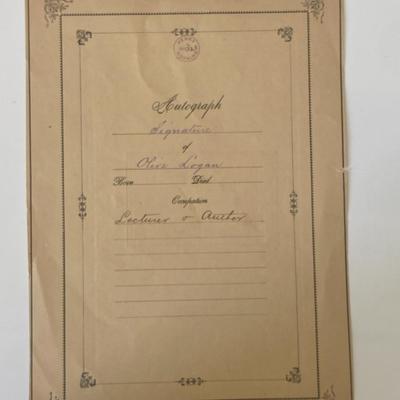 Autograph
Signature
of
Olive Logan
Born Died
Occupation
Lecturer & Author